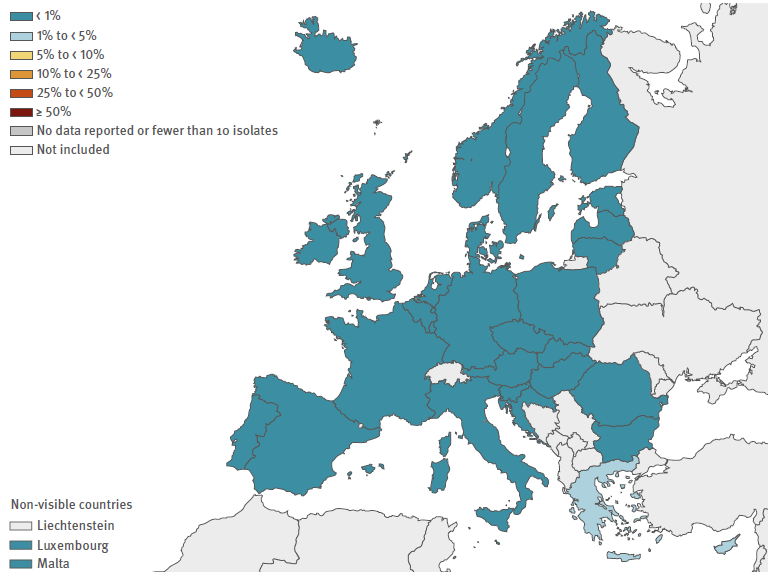 < 1%
1% to < 5%
5% to < 10%
10% to < 25%
25% to < 50%
≥ 50%
No data reported or fewer than 10 isolates
Not included
Non-visible countries
Liechtenstein
Luxembourg
Malta